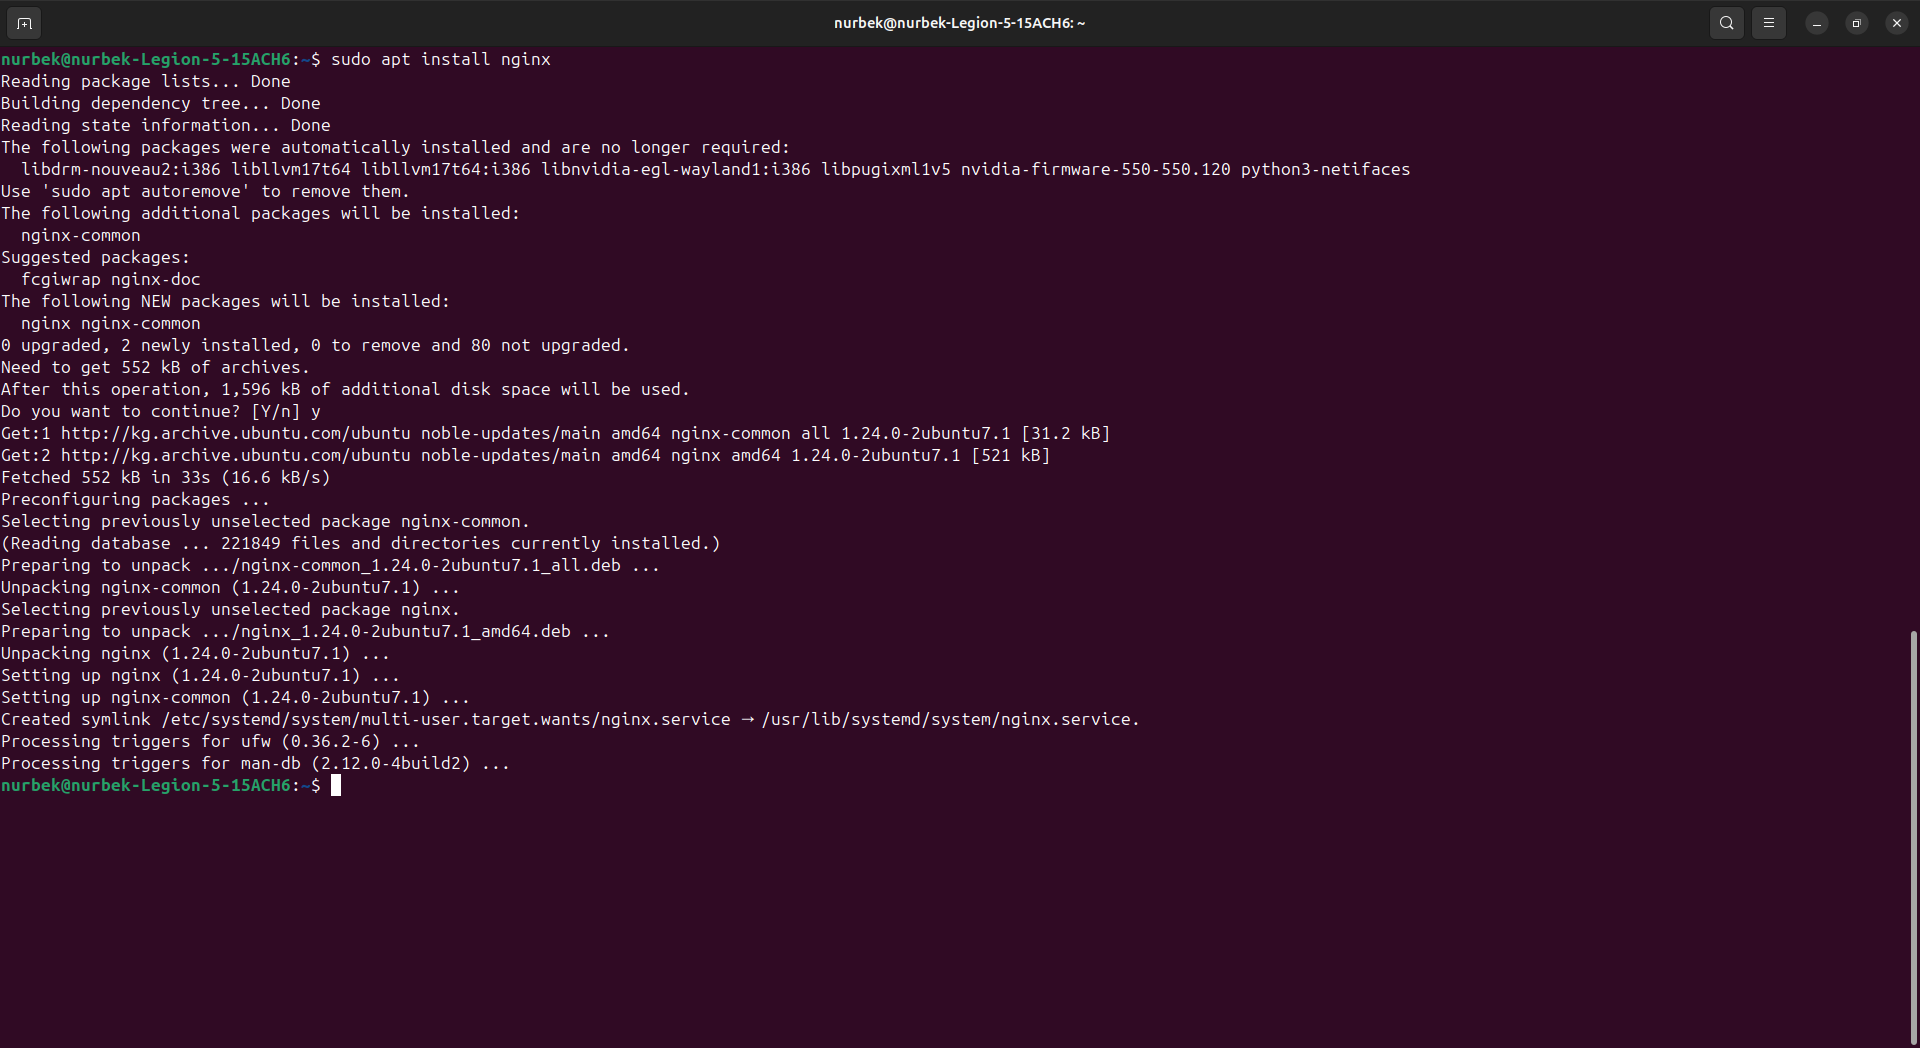 nurbek@nurbek-Legion-5-15ACH6: ~
nurbek@nurbek-Legion-5-15ACH6:~$ sudo apt install nginx
Reading package lists... Done
Building dependency tree... Done
Reading state information... Done
The following packages were automatically installed and are no longer required:
  libdrm-nouveau2:i386 libllvm17t64 libllvm17t64:i386 libnvidia-egl-wayland1:i386 libpugixml1v5 nvidia-firmware-550-550.120 python3-netifaces
Use 'sudo apt autoremove' to remove them.
The following additional packages will be installed:
  nginx-common
Suggested packages:
  fcgiwrap nginx-doc
The following NEW packages will be installed:
  nginx nginx-common
0 upgraded, 2 newly installed, 0 to remove and 80 not upgraded.
Need to get 552 kB of archives.
After this operation, 1,596 kB of additional disk space will be used.
Do you want to continue? [Y/n] y
Get:1 http://kg.archive.ubuntu.com/ubuntu noble-updates/main amd64 nginx-common all 1.24.0-2ubuntu7.1 [31.2 kB]
Get:2 http://kg.archive.ubuntu.com/ubuntu noble-updates/main amd64 nginx amd64 1.24.0-2ubuntu7.1 [521 kB]
Fetched 552 kB in 33s (16.6 kB/s)
Preconfiguring packages ...
Selecting previously unselected package nginx-common.
(Reading database ... 221849 files and directories currently installed.)
Preparing to unpack .../nginx-common_1.24.0-2ubuntu7.1_all.deb ...
Unpacking nginx-common (1.24.0-2ubuntu7.1) ...
Selecting previously unselected package nginx.
Preparing to unpack .../nginx_1.24.0-2ubuntu7.1_amd64.deb ...
Unpacking nginx (1.24.0-2ubuntu7.1) ...
Setting up nginx (1.24.0-2ubuntu7.1) ...
Setting up nginx-common (1.24.0-2ubuntu7.1) ...
Created symlink /etc/systemd/system/multi-user.target.wants/nginx.service → /usr/lib/systemd/system/nginx.service.
Processing triggers for ufw (0.36.2-6) ...
Processing triggers for man-db (2.12.0-4build2) ...
nurbek@nurbek-Legion-5-15ACH6:~$